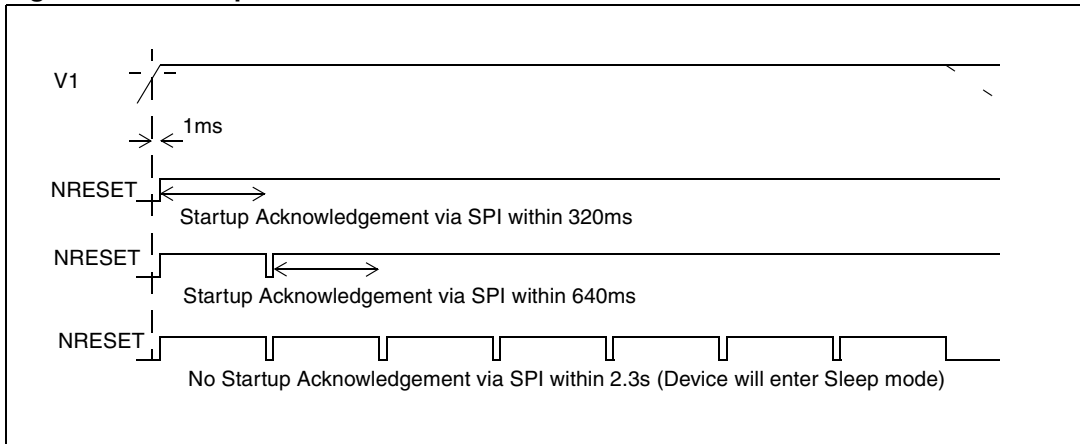 V1
1ms
NRESET
Startup Acknowledgement via SPI within 320ms
NRESET
Startup Acknowledgement via SPI within 640ms
NRESET
No Startup Acknowledgement via SPI within 2.3s (Device will enter Sleep mode)